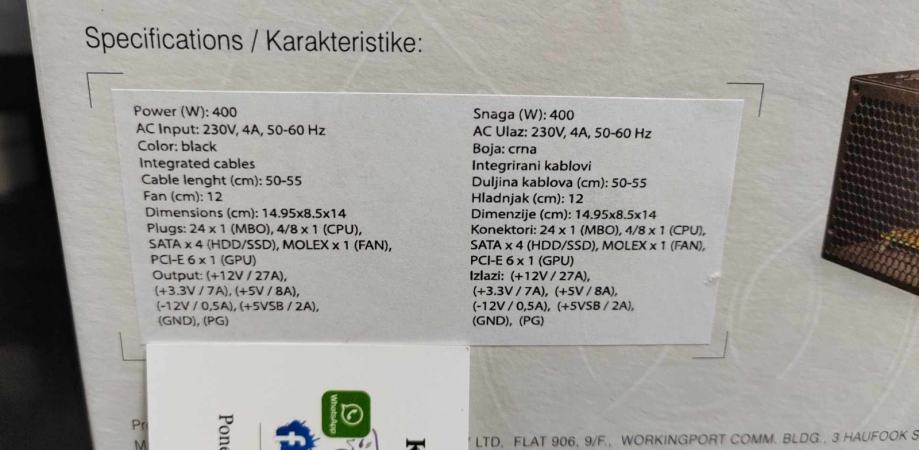 Specifications / Karakteristike:
Power (W): 400
AC Input: 230V, 4A, 50-60 Hz
Color: black
Integrated cables
Cable lenght (cm): 50-55
Fan (cm): 12
Dimensions (cm): 14.95x8.5x14
Plugs: 24 x 1 (MBO), 4/8 x 1 (CPU),
SATA x 4 (HDD/SSD), MOLEX x 1 (FAN),
PCI-E 6 x 1 (GPU)
Output: (+12V / 27A),
(+3.3V / 7A), (+5V / 8A),
(-12V / 0,5A), (+5VSB / 2A),
(GND), (PG)
Snaga (W): 400
AC Ulaz: 230V, 4A, 50-60 Hz
Boja: crna
Integrirani kablovi
Duljina kablova (cm): 50-55
Hladnjak (cm): 12
Dimenzije (cm): 14.95x8.5x14
Konektori: 24 x 1 (MBO), 4/8 x 1 (CPU),
SATA x 4 (HDD/SSD), MOLEX x 1 (FAN),
PCI-E 6 x 1 (GPU)
Izlazi: (+12V / 27A),
(+3.3V / 7A), (+5V / 8A),
(-12V / 0,5A), (+5VSB / 2A),
(GND), (PG)
WhatsApp
LTD, FLAT 906, 9/F., WORKINGPORT COMM. BLDG., 3 HAUFOOK